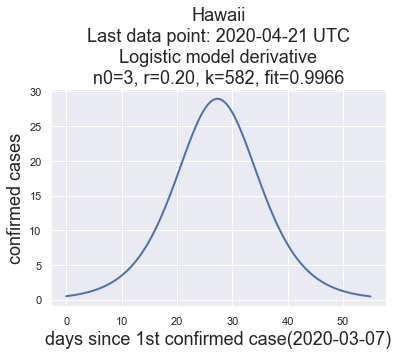 Hawaii
Last data point: 2020-04-21 UTC
Logistic model derivative
n0=3, r=0.20, k=582, fit=0.9966
30
25
20
15
10
5
0
confirmed cases
0 10 20 30 40 50
days since 1st confirmed case(2020-03-07)